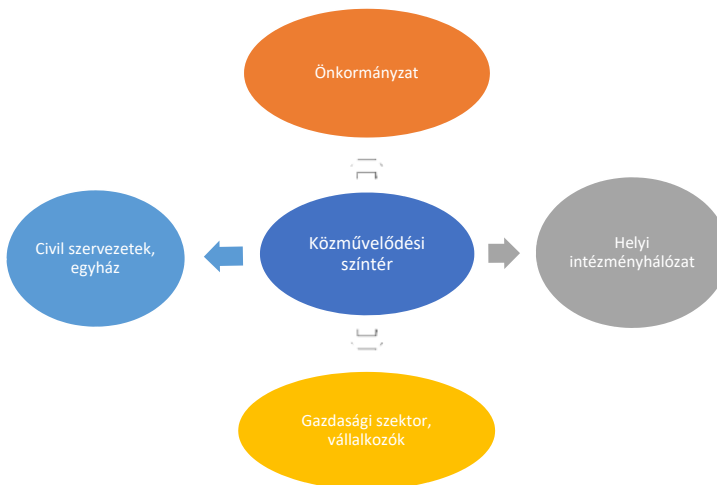 Önkormányzat
Civil szervezetek,
egyház
Közművelődési
színtér
Helyi
intézményhálózat
Gazdasági szektor,
vállalkozók